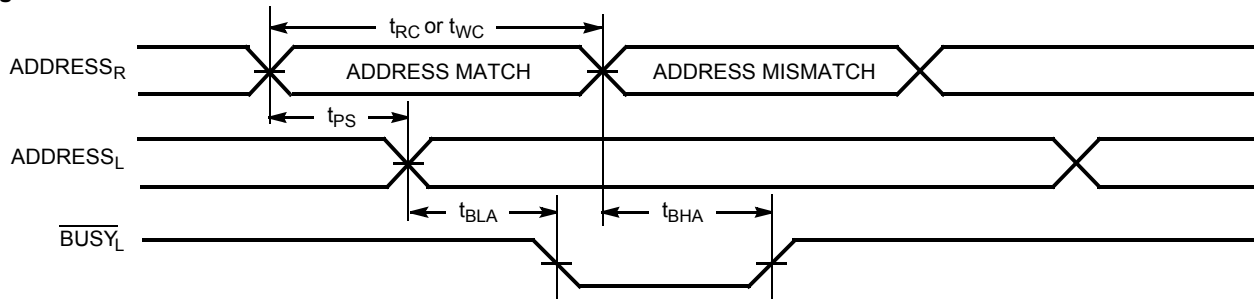 tRC or tWC
ADDRESSR
ADDRESS MATCH
ADDRESS MISMATCH
tPS
ADDRESSL
tBLA
tBHA
BUSYL